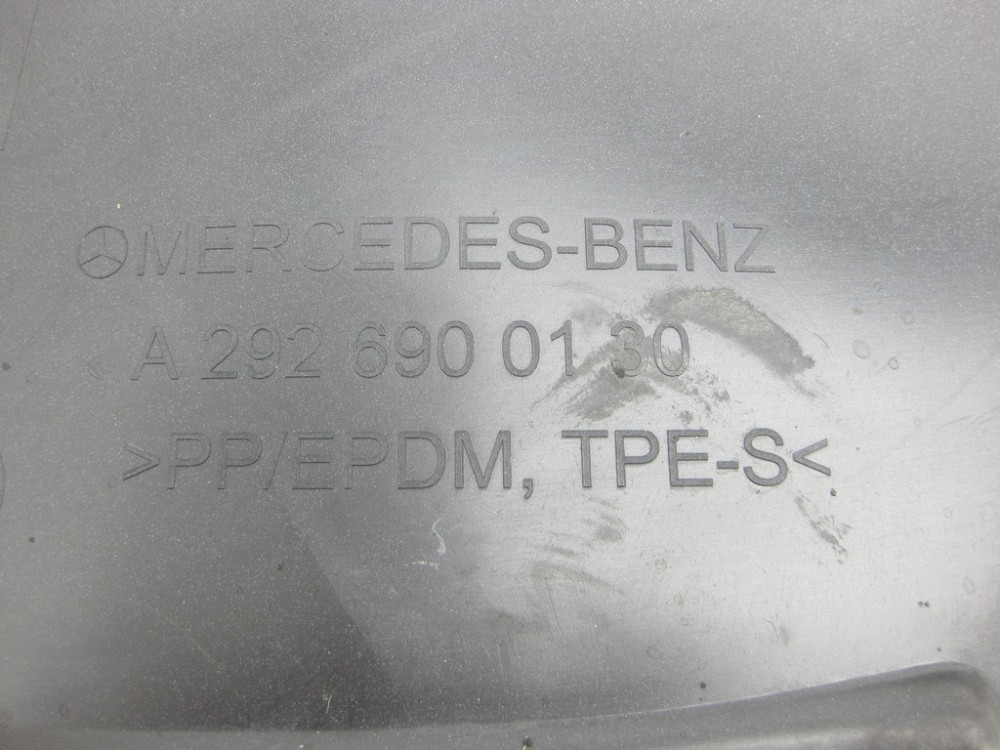 MERCEDES-BENZ
A 292 690 01 30
>PP/EPDM, TPE-S<